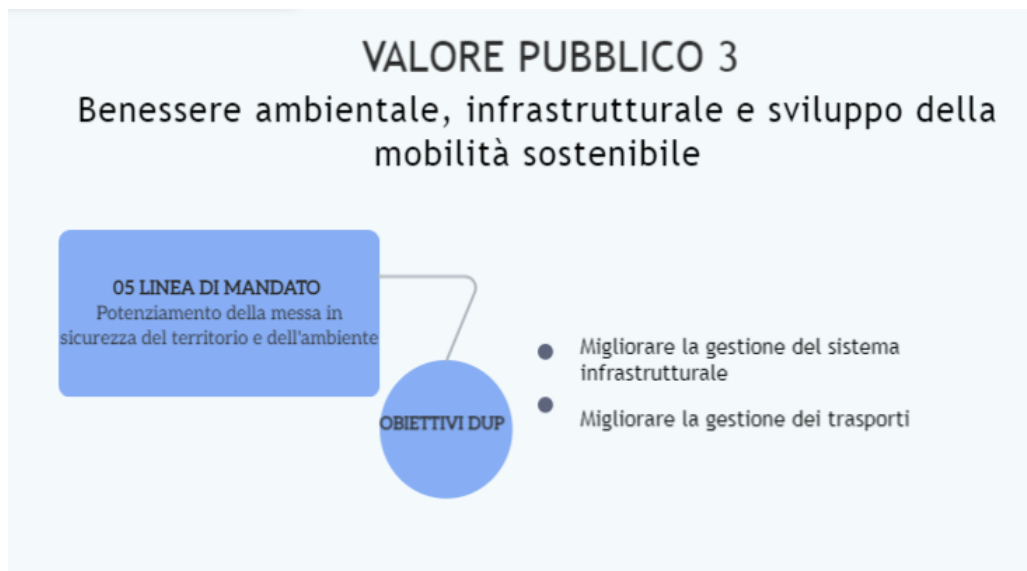 VALORE PUBBLICO 3
Benessere ambientale, infrastrutturale e sviluppo della
mobilità sostenibile
05 LINEA DI MANDATO
Potenziamento della messa in
sicurezza del territorio e dell'ambiente
OBIETTIVI DUP
Migliorare la gestione del sistema
infrastrutturale
Migliorare la gestione dei trasporti